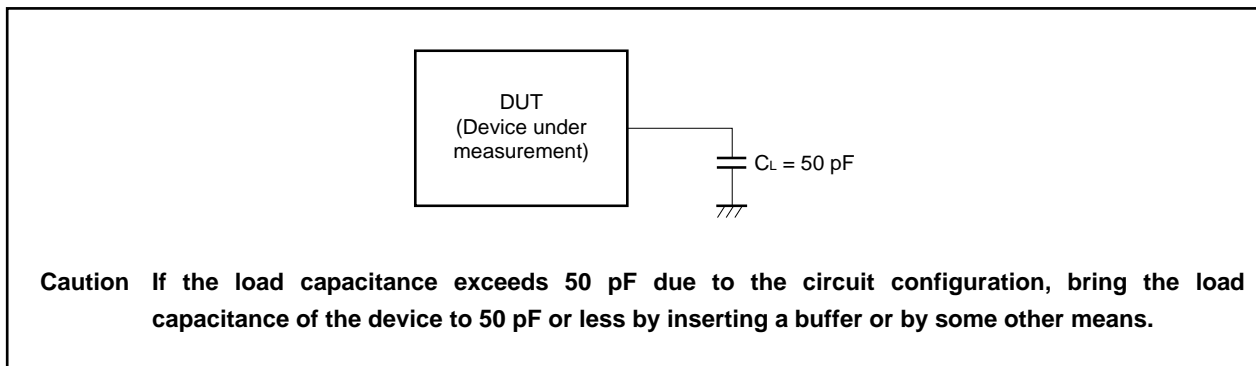 DUT
(Device under
measurement)
CL = 50 pF
Caution If the load capacitance exceeds 50 pF due to the circuit configuration, bring the load
capacitance of the device to 50 pF or less by inserting a buffer or by some other means.